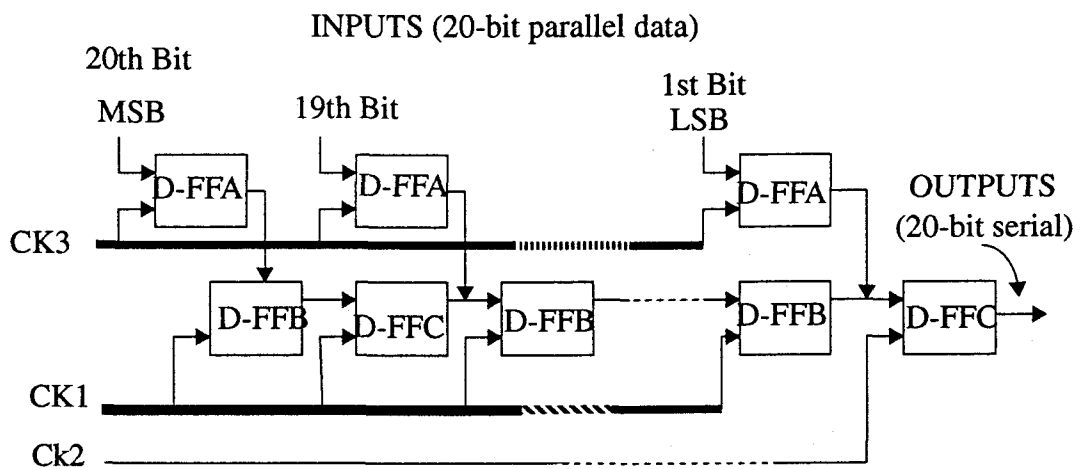 INPUTS (20-bit parallel data)
20th Bit
MSB
19th Bit
1st Bit
LSB
D-FFA
D-FFA
D-FFA
OUTPUTS
(20-bit serial)
CK3
D-FFB
D-FFC
D-FFB
D-FFB
D-FFC
CK1
Ck2